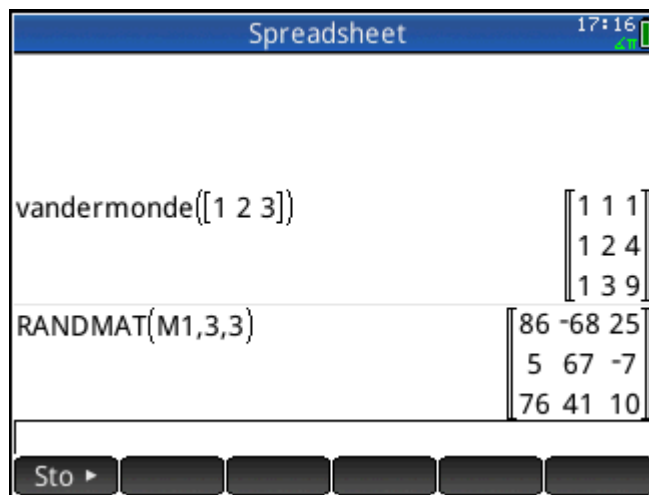 Spreadsheet 17:16
∡π
vandermonde([1 2 3])
[1 1 1]
[1 2 4]
[1 3 9]
RANDMAT(M1,3,3)
[86 -68 25]
[5 67 -7]
[76 41 10]
Sto ►